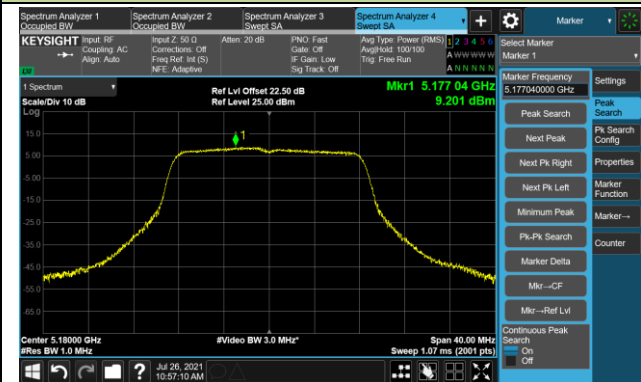 Spectrum Analyzer 1
Occupied BW
Spectrum Analyzer 2
Occupied BW
Spectrum Analyzer 3
Swept SA
Spectrum Analyzer 4
Swept SA
+
Marker
KEYSIGHT
Input: RF
Coupling: AC
Align: Auto
Input Z: 50 Ω
Corrections: Off
Freq Ref: Int (S)
NFE: Adaptive
Atten: 20 dB
PNO: Fast
Gate: Off
IF Gain: Low
Sig Track: Off
Avg Type: Power (RMS)
Avg|Hold: 100/100
Trig: Free Run
1 2 3 4 5 6
A W W W W W
A N N N N N
Select Marker
Marker 1
1 Spectrum
Scale/Div 10 dB
Log
Ref Lvl Offset 22.50 dB
Ref Level 25.00 dBm
Mkr1 5.177 04 GHz
9.201 dBm
15.0
5.00
-5.00
-15.0
-25.0
-35.0
-45.0
-55.0
-65.0
1
Center 5.18000 GHz
#Res BW 1.0 MHz
#Video BW 3.0 MHz*
Span 40.00 MHz
Sweep 1.07 ms (2001 pts)
Marker Frequency
5.177040000 GHz
Peak Search
Next Peak
Next Pk Right
Next Pk Left
Minimum Peak
Pk-Pk Search
Marker Delta
Mkr→CF
Mkr→Ref Lvl
Continuous Peak
Search
On
Off
Settings
Peak
Search
Pk Search
Config
Properties
Marker
Function
Marker→
Counter
?
Jul 26, 2021
10:57:10 AM